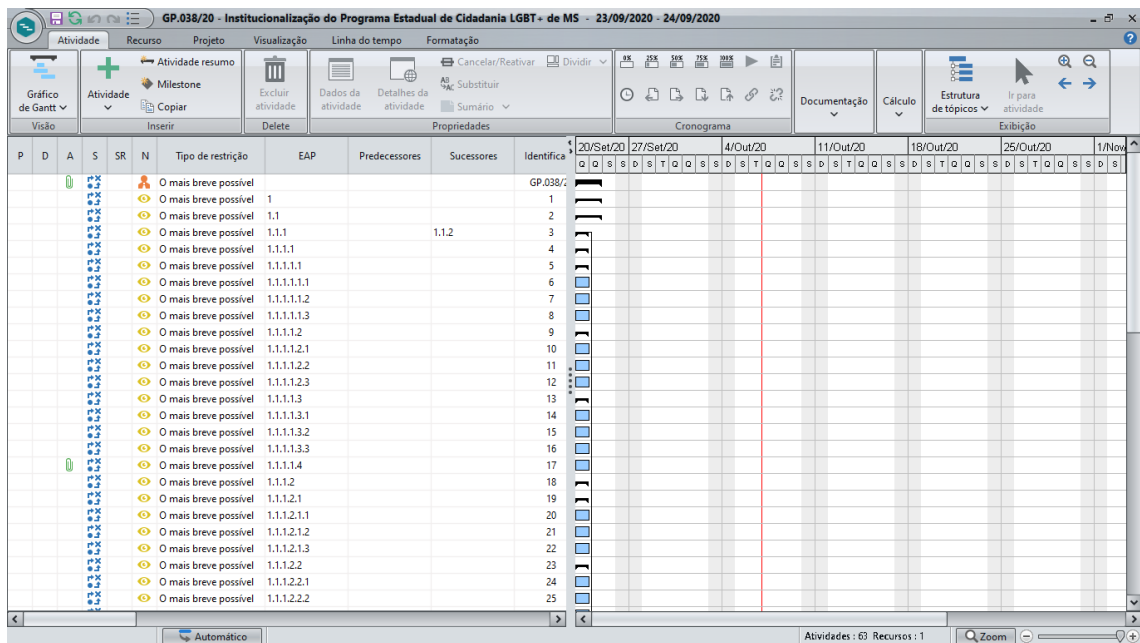 GP.038/20 - Institucionalização do Programa Estadual de Cidadania LGBT+ de MS - 23/09/2020 - 24/09/2020
Atividade Recurso Projeto Visualização Linha do tempo Formatação
Gráfico de Gantt
Visão
Atividade
Atividade resumo
Milestone
Copiar
Inserir
Excluir atividade
Delete
Dados da atividade
Detalhes da atividade
Cancelar/Reativar
Dividir
Substituir
Sumário
Propriedades
0% 25% 50% 75% 100%
Cronograma
Documentação
Cálculo
Estrutura de tópicos
Ir para atividade
Exibição
P D A S SR N Tipo de restrição EAP Predecessores Sucessores Identifica
20/Set/20 27/Set/20 4/Out/20 11/Out/20 18/Out/20 25/Out/20 1/Nov
Q Q S S D S T Q Q S S D S T Q Q S S D S T Q Q S S D S T Q Q S S D S T Q Q S S D S
O mais breve possível GP.038/2
O mais breve possível 1 1
O mais breve possível 1.1 2
O mais breve possível 1.1.1 1.1.2 3
O mais breve possível 1.1.1.1 4
O mais breve possível 1.1.1.1.1 5
O mais breve possível 1.1.1.1.1.1 6
O mais breve possível 1.1.1.1.1.2 7
O mais breve possível 1.1.1.1.1.3 8
O mais breve possível 1.1.1.1.2 9
O mais breve possível 1.1.1.1.2.1 10
O mais breve possível 1.1.1.1.2.2 11
O mais breve possível 1.1.1.1.2.3 12
O mais breve possível 1.1.1.1.3 13
O mais breve possível 1.1.1.1.3.1 14
O mais breve possível 1.1.1.1.3.2 15
O mais breve possível 1.1.1.1.3.3 16
O mais breve possível 1.1.1.1.4 17
O mais breve possível 1.1.1.2 18
O mais breve possível 1.1.1.2.1 19
O mais breve possível 1.1.1.2.1.1 20
O mais breve possível 1.1.1.2.1.2 21
O mais breve possível 1.1.1.2.1.3 22
O mais breve possível 1.1.1.2.2 23
O mais breve possível 1.1.1.2.2.1 24
O mais breve possível 1.1.1.2.2.2 25
Automático
Atividades : 63 Recursos : 1
Zoom